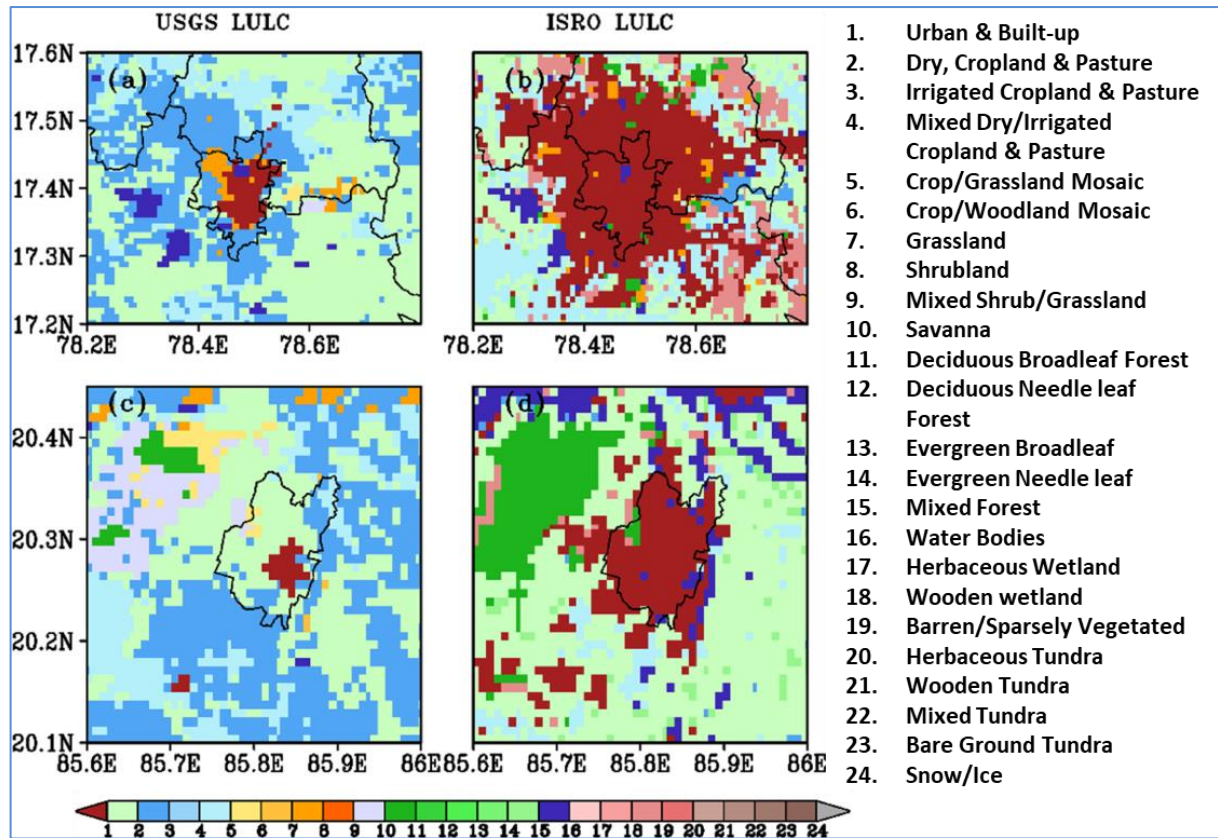 USGS LULC
ISRO LULC
(a)
17.6N
17.5N
17.4N
17.3N
17.2N
78.2E 78.4E 78.6E
(b)
78.2E 78.4E 78.6E
(c)
20.4N
20.3N
20.2N
20.1N
85.6E 85.7E 85.8E 85.9E 86E
(d)
85.6E 85.7E 85.8E 85.9E 86E
1 2 3 4 5 6 7 8 9 10 11 12 13 14 15 16 17 18 19 20 21 22 23 24
1. Urban & Built-up
2. Dry, Cropland & Pasture
3. Irrigated Cropland & Pasture
4. Mixed Dry/Irrigated
Cropland & Pasture
5. Crop/Grassland Mosaic
6. Crop/Woodland Mosaic
7. Grassland
8. Shrubland
9. Mixed Shrub/Grassland
10. Savanna
11. Deciduous Broadleaf Forest
12. Deciduous Needle leaf
Forest
13. Evergreen Broadleaf
14. Evergreen Needle leaf
15. Mixed Forest
16. Water Bodies
17. Herbaceous Wetland
18. Wooden wetland
19. Barren/Sparsely Vegetated
20. Herbaceous Tundra
21. Wooden Tundra
22. Mixed Tundra
23. Bare Ground Tundra
24. Snow/Ice